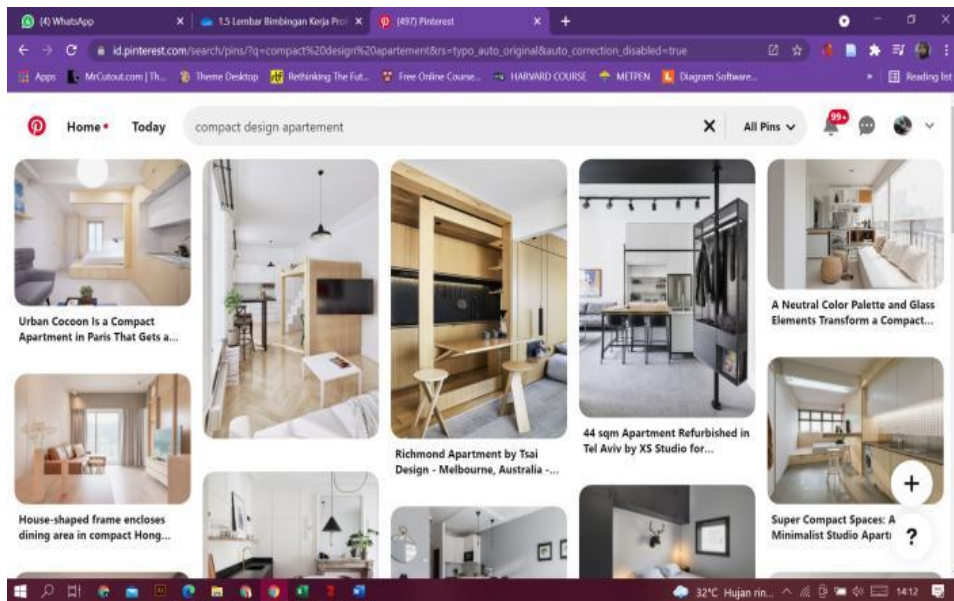 (4) WhatsApp
1.5 Lembar Bimbingan Kerja Pro
(497) Pinterest
id.pinterest.com/search/pins/?q=compact%20design%20apartement&rs=typo_auto_original&auto_correction_disabled=true
Apps
MrCutout.com | Th...
Theme Desktop
Rethinking The Fut...
Free Online Course...
HARVARD COURSE
METPEN
Diagram Software...
»
Reading list
Home
Today
compact design apartement
All Pins
99+
Urban Cocoon Is a Compact
Apartment in Paris That Gets a...
House-shaped frame encloses
dining area in compact Hong...
Richmond Apartment by Tsai
Design - Melbourne, Australia -...
44 sqm Apartment Refurbished in
Tel Aviv by XS Studio for...
A Neutral Color Palette and Glass
Elements Transform a Compact...
Super Compact Spaces: A
Minimalist Studio Apart
+
?
32°C Hujan rin...
14:12